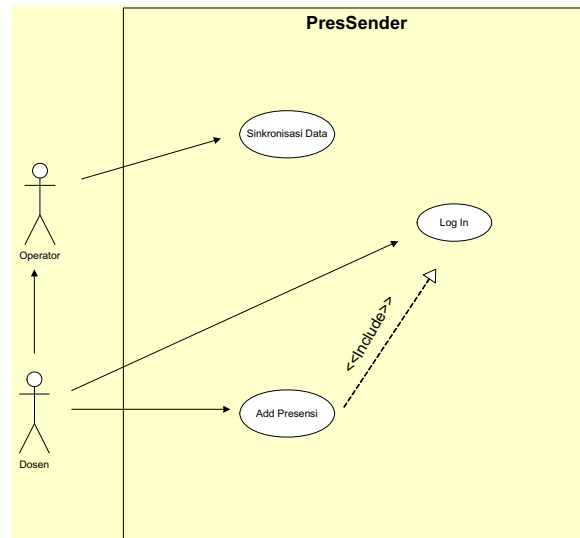 PresSender
Sinkronisasi Data
Log In
Operator
<<Include>>
Add Presensi
Dosen